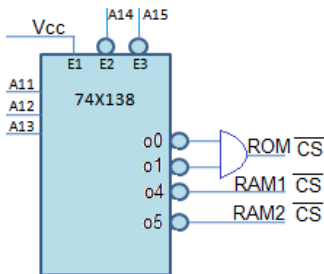 A14 A15
Vcc
E1 E2 E3
A11
74X138
A12
A13
o0
ROM CS
o1
o4 RAM1 CS
o5 RAM2 CS